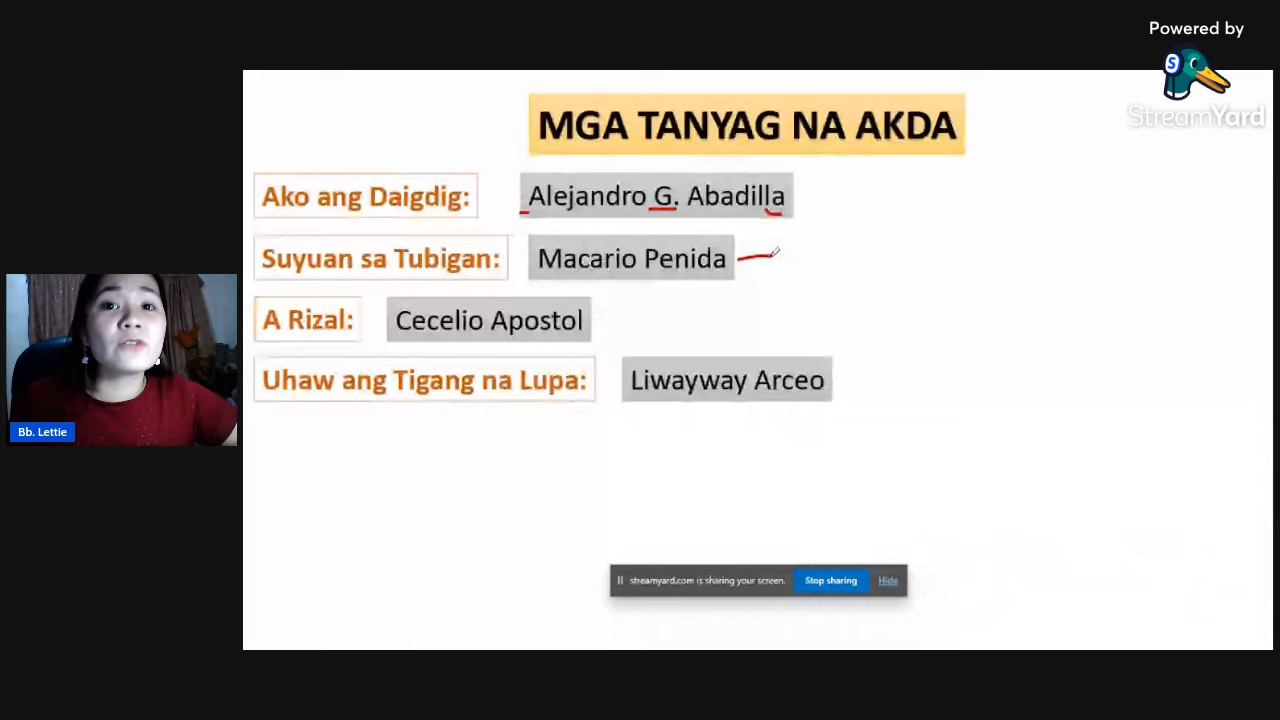 Powered by
StreamYard
MGA TANYAG NA AKDA
Ako ang Daigdig: Alejandro G. Abadilla
Suyuan sa Tubigan: Macario Penida
A Rizal: Cecelio Apostol
Uhaw ang Tigang na Lupa: Liwayway Arceo
Bb. Lettie
streamyard.com is sharing your screen. Stop sharing Hide